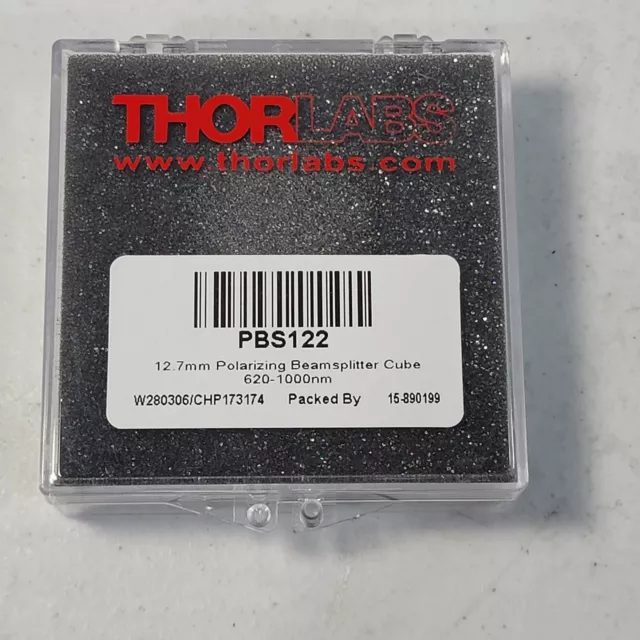 THORLABS
www.thorlabs.com
PBS122
12.7mm Polarizing Beamsplitter Cube
620-1000nm
W280306/CHP173174 Packed By 15-890199